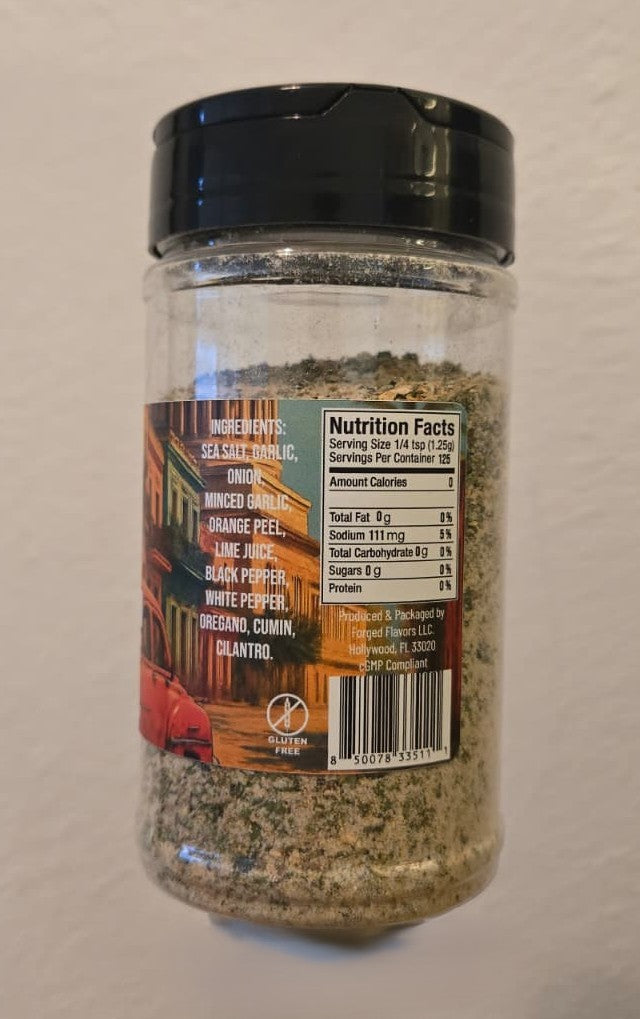 INGREDIENTS:
SEA SALT, GARLIC,
ONION,
MINCED GARLIC,
ORANGE PEEL,
LIME JUICE,
BLACK PEPPER,
WHITE PEPPER,
OREGANO, CUMIN,
CILANTRO.
GLUTEN
FREE
Nutrition Facts
Serving Size 1/4 tsp (1.25g)
Servings Per Container 125
Amount Calories 0
Total Fat 0g 0%
Sodium 111mg 5%
Total Carbohydrate 0g 0%
Sugars 0g 0%
Protein 0%
Produced & Packaged by
Forged Flavors LLC.
Hollywood, FL 33020
cGMP Compliant
8 50078 33511 1